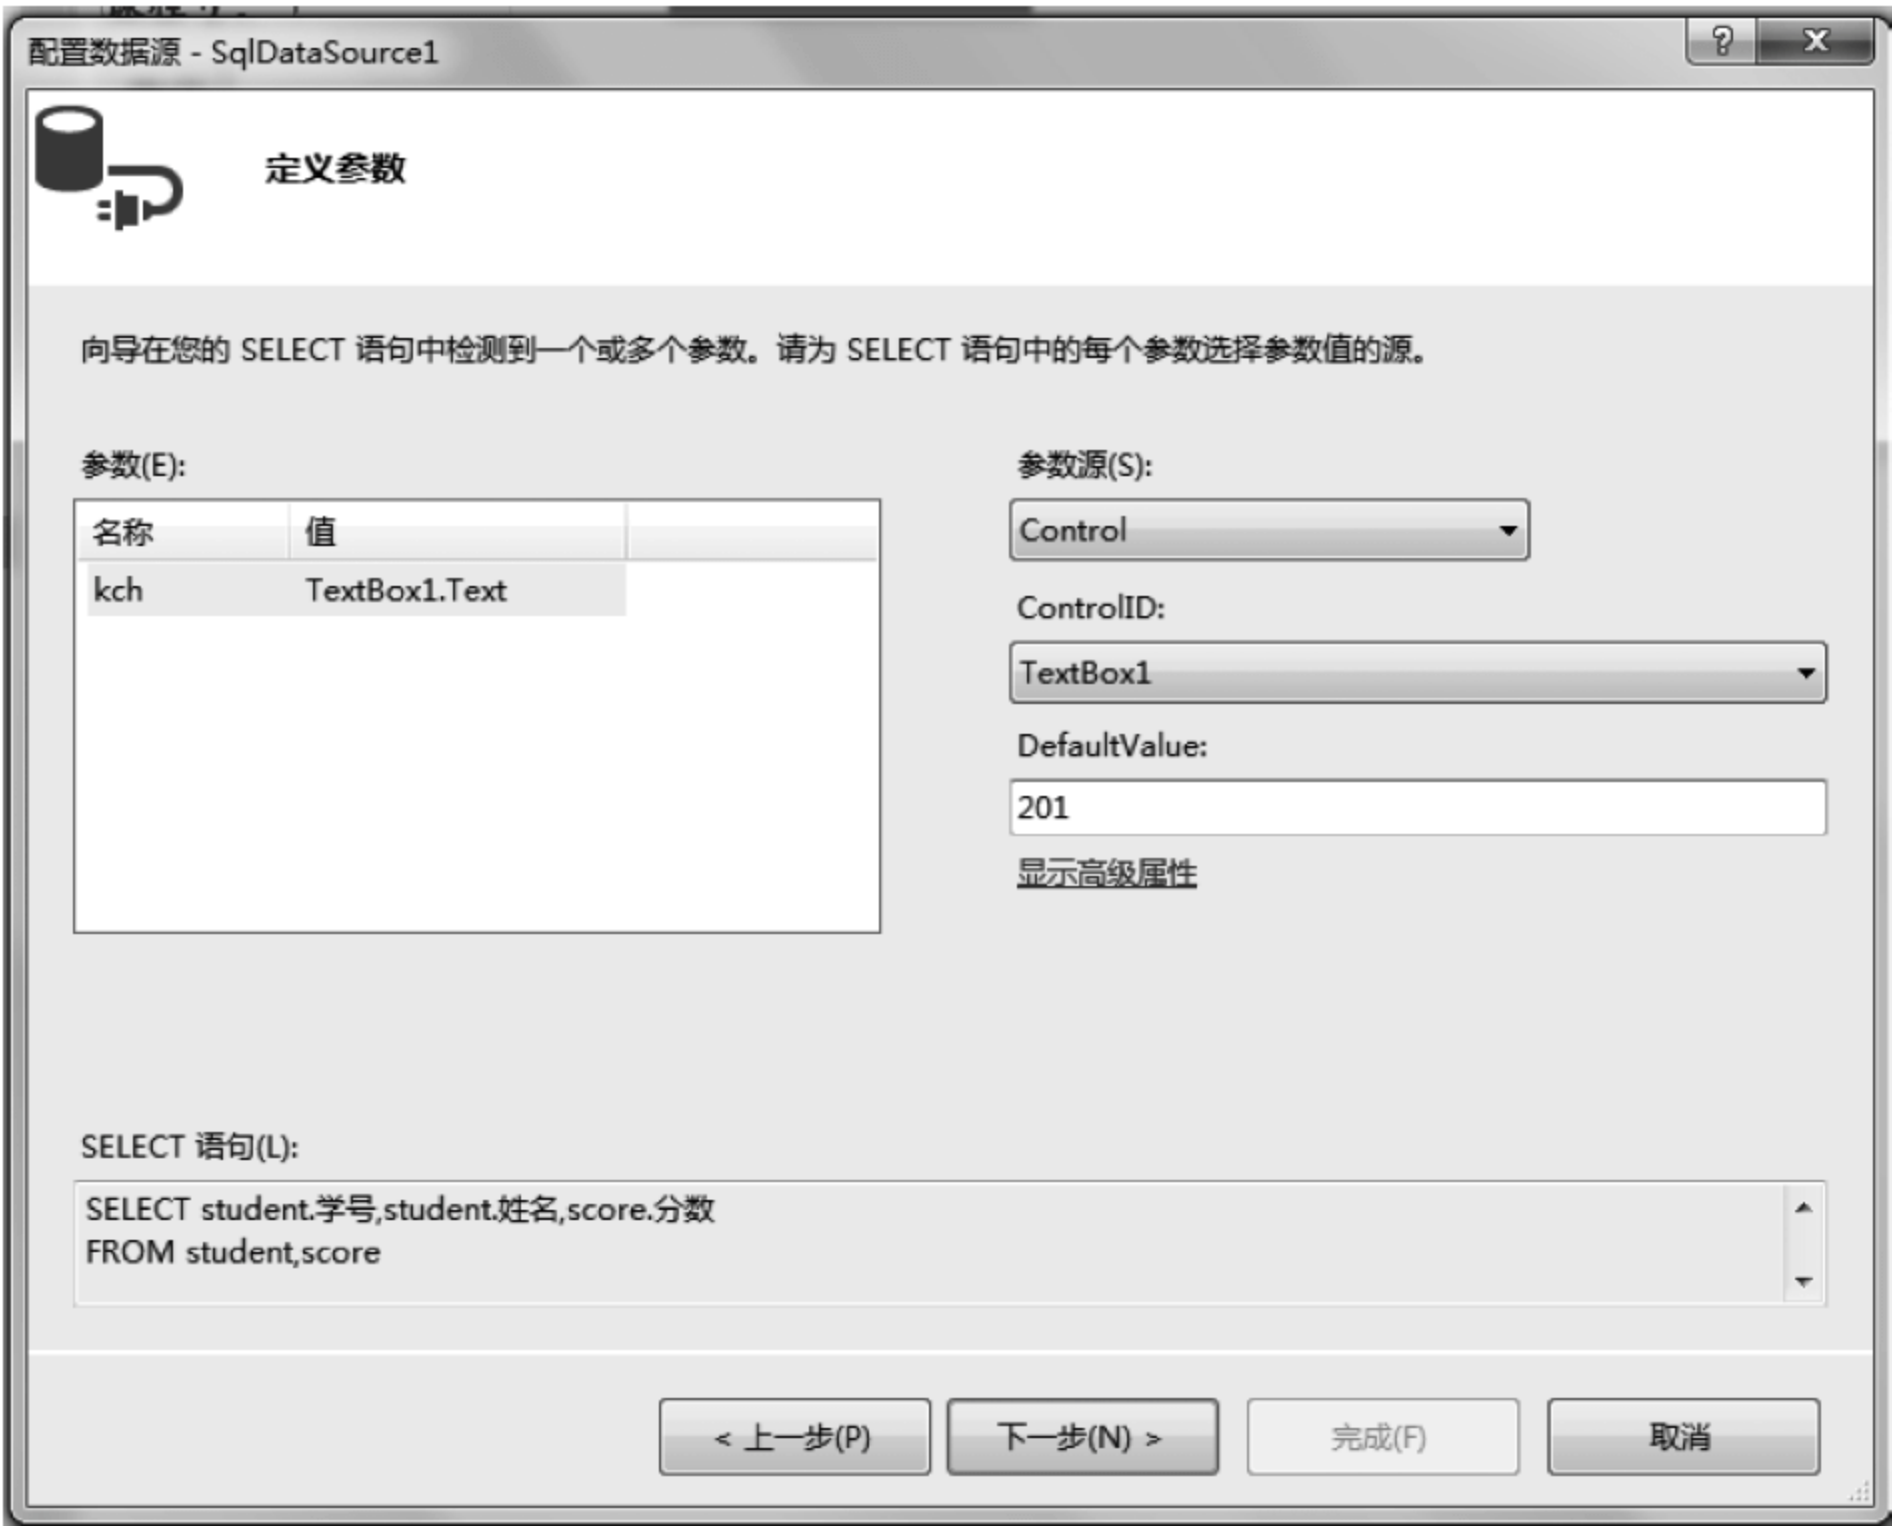 配置数据源 - SqlDataSource1
定义参数
向导在您的 SELECT 语句中检测到一个或多个参数。请为 SELECT 语句中的每个参数选择参数值的源。
参数(E):
名称 值
kch TextBox1.Text
参数源(S):
Control
ControlID:
TextBox1
DefaultValue:
201
显示高级属性
SELECT 语句(L):
SELECT student.学号,student.姓名,score.分数
FROM student,score
< 上一步(P)
下一步(N) >
完成(F)
取消